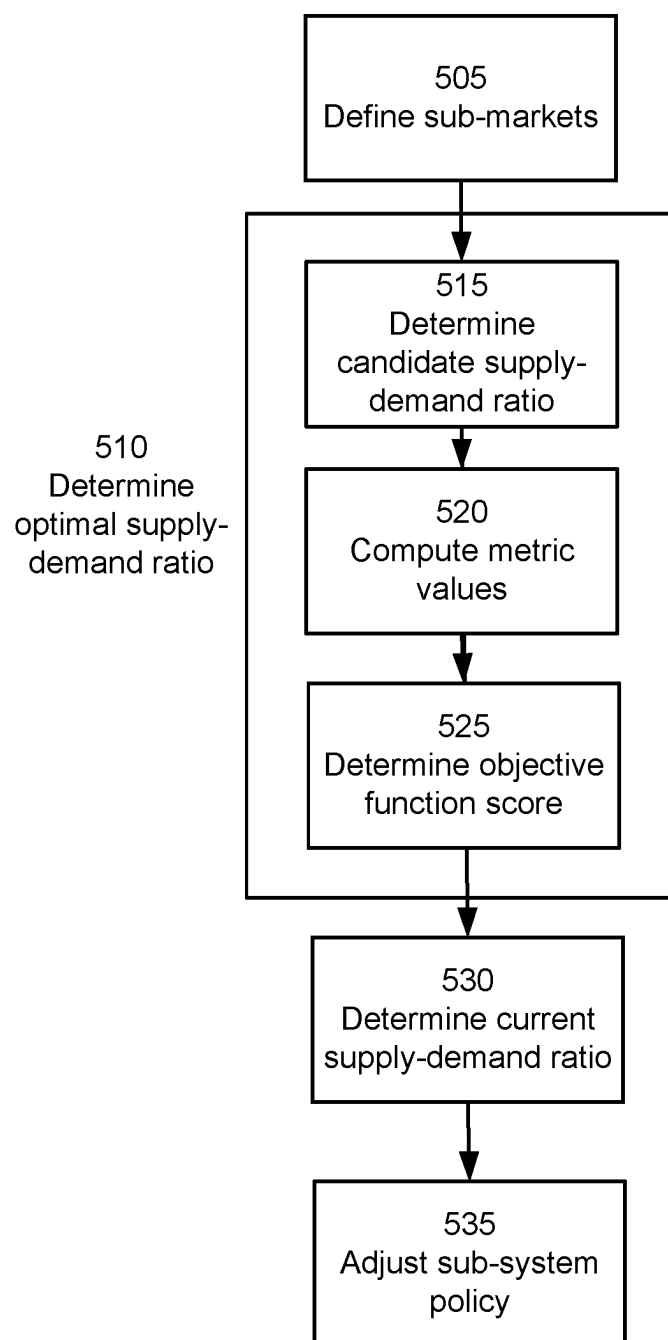 505
Define sub-markets
515
Determine
candidate supply-
demand ratio
510
Determine
optimal supply-
demand ratio
520
Compute metric
values
525
Determine objective
function score
530
Determine current
supply-demand ratio
535
Adjust sub-system
policy